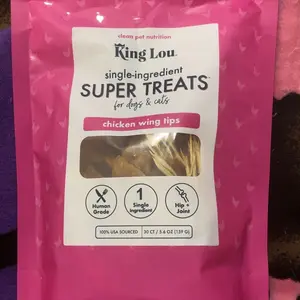 clean pet nutrition
King Lou.
single-ingredient
SUPER TREATS
for dogs & cats
chicken wing tips
Human
Grade
1
Single
Ingredient
Hip +
Joint
100% USA SOURCED
30 CT / 5.6 OZ (159 G)